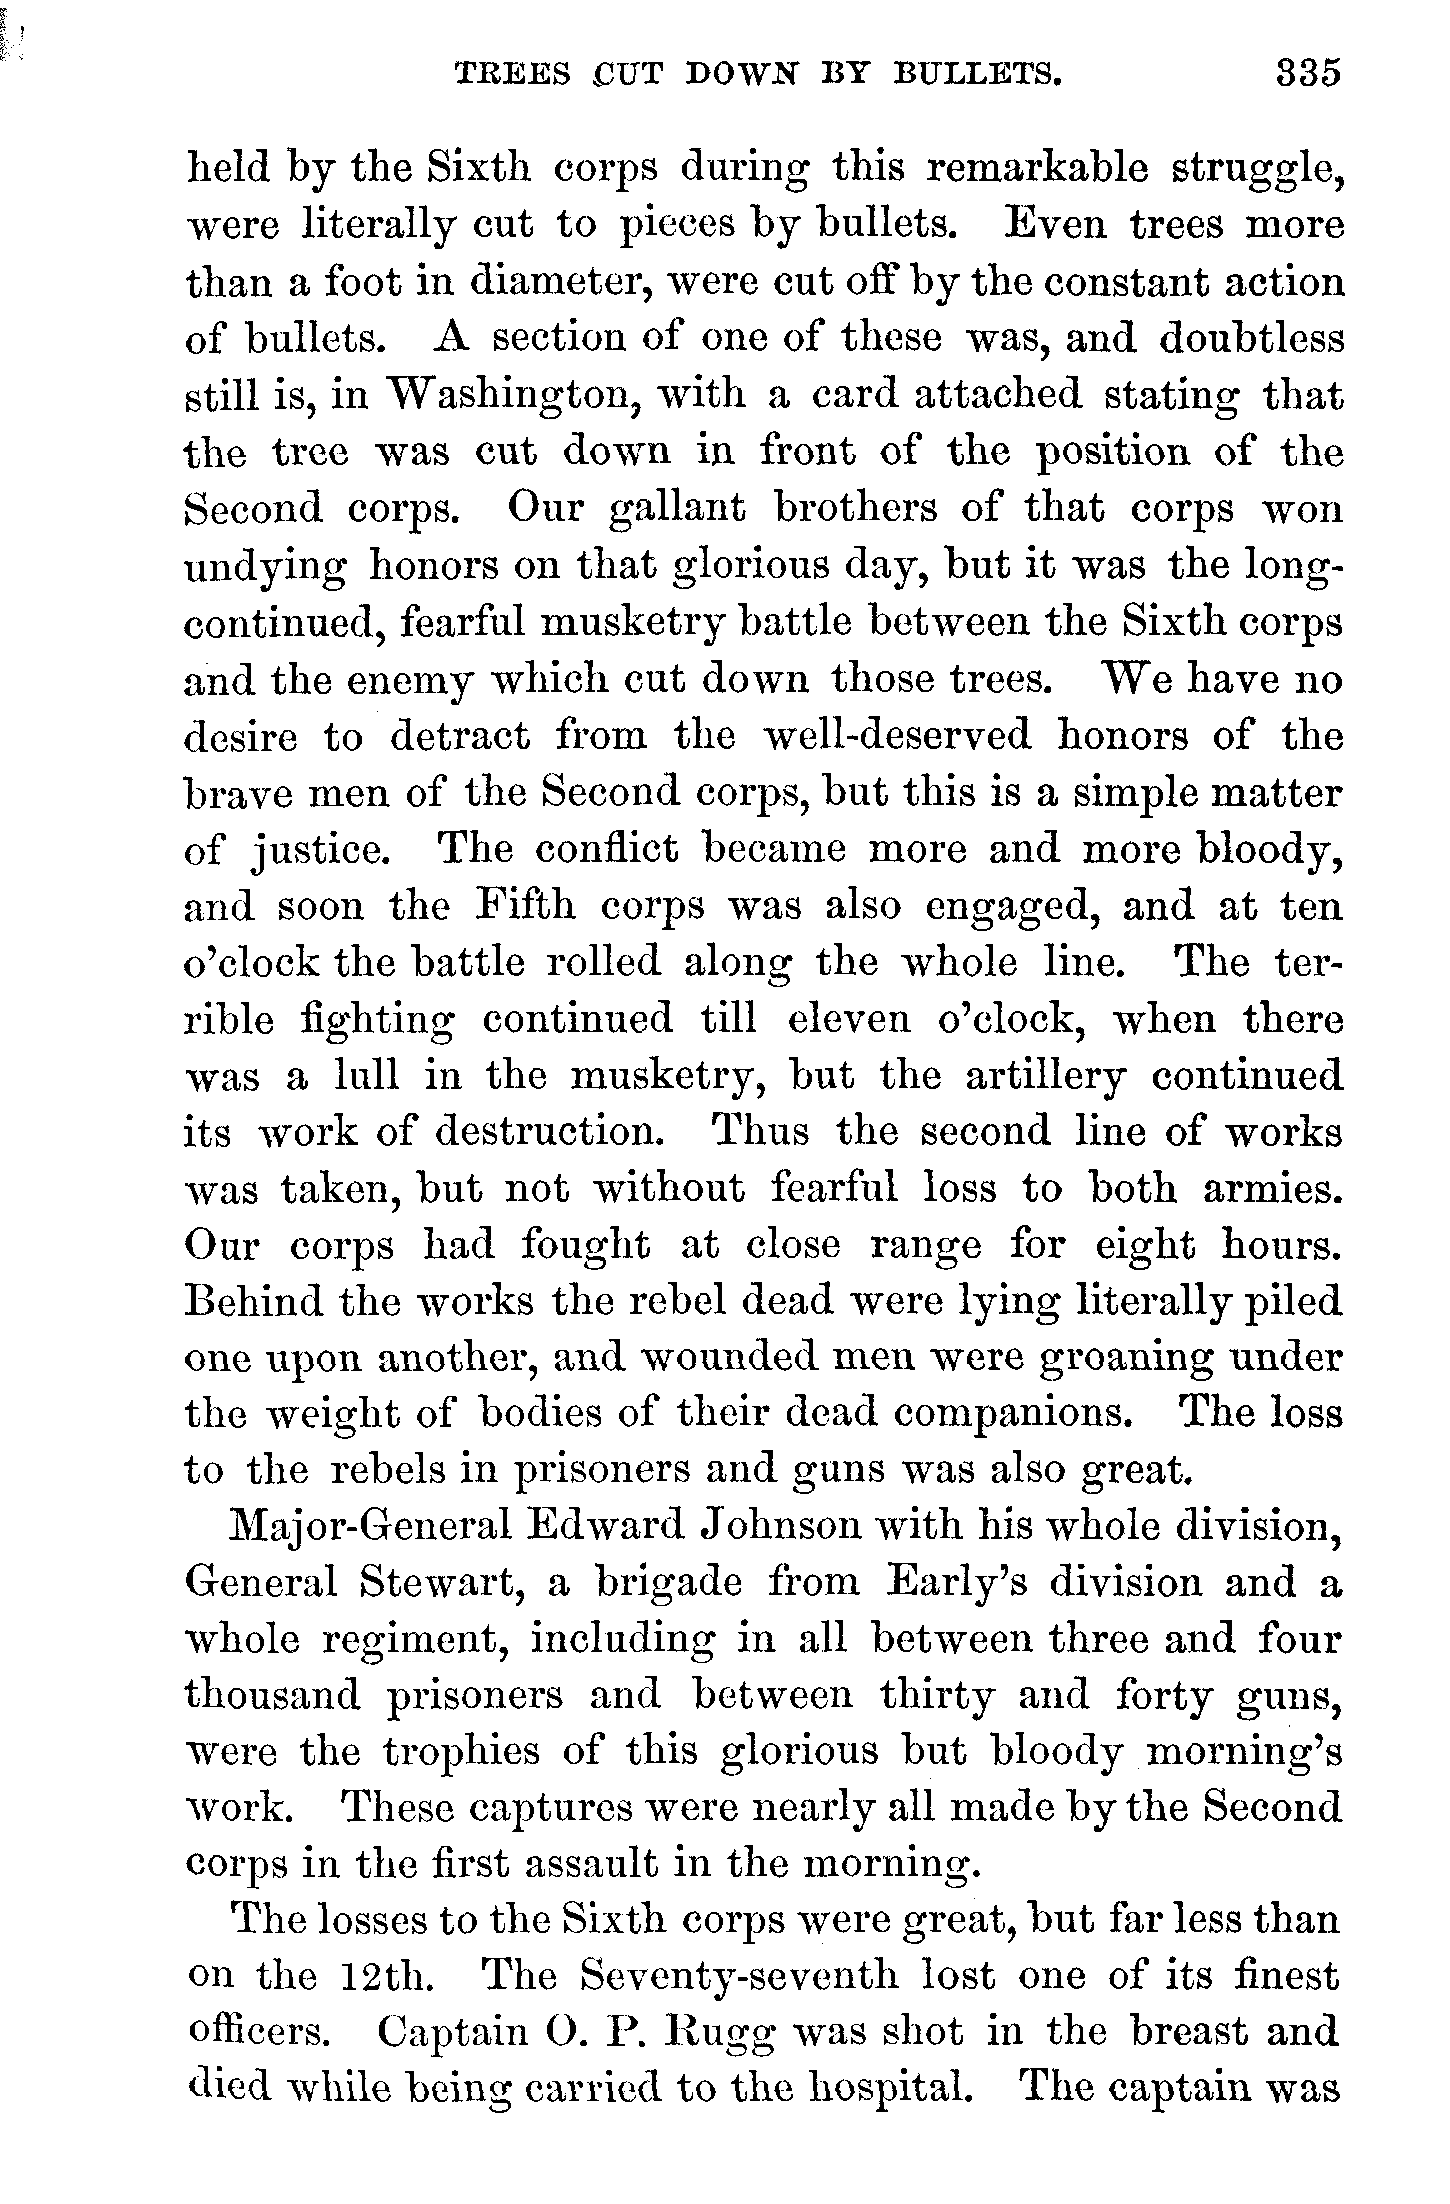 TREES CUT DOWN BY BULLETS. 335
held by the Sixth corps during this remarkable struggle,
were literally cut to pieces by bullets. Even trees more
than a foot in diameter, were cut off by the constant action
of bullets. A section of one of these was, and doubtless
still is, in Washington, with a card attached stating that
the tree was cut down in front of the position of the
Second corps. Our gallant brothers of that corps won
undying honors on that glorious day, but it was the long-
continued, fearful musketry battle between the Sixth corps
and the enemy which cut down those trees. We have no
desire to detract from the well-deserved honors of the
brave men of the Second corps, but this is a simple matter
of justice. The conflict became more and more bloody,
and soon the Fifth corps was also engaged, and at ten
o'clock the battle rolled along the whole line. The ter-
rible fighting continued till eleven o'clock, when there
was a lull in the musketry, but the artillery continued
its work of destruction. Thus the second line of works
was taken, but not without fearful loss to both armies.
Our corps had fought at close range for eight hours.
Behind the works the rebel dead were lying literally piled
one upon another, and wounded men were groaning under
the weight of bodies of their dead companions. The loss
to the rebels in prisoners and guns was also great.
Major-General Edward Johnson with his whole division,
General Stewart, a brigade from Early's division and a
whole regiment, including in all between three and four
thousand prisoners and between thirty and forty guns,
were the trophies of this glorious but bloody morning's
work. These captures were nearly all made by the Second
corps in the first assault in the morning.
The losses to the Sixth corps were great, but far less than
on the 12th. The Seventy-seventh lost one of its finest
officers. Captain O. P. Rugg was shot in the breast and
died while being carried to the hospital. The captain was